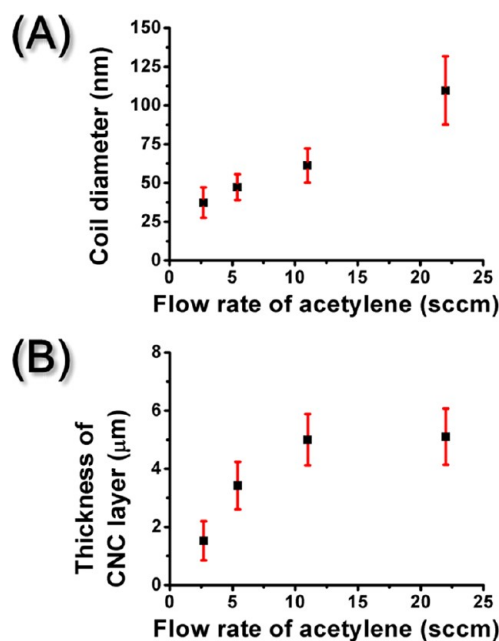 (A)
150
125
100
75
50
25
0
Coil diameter (nm)
0 5 10 15 20 25
Flow rate of acetylene (sccm)
(B)
8
6
4
2
0
Thickness of
CNC layer (μm)
0 5 10 15 20 25
Flow rate of acetylene (sccm)